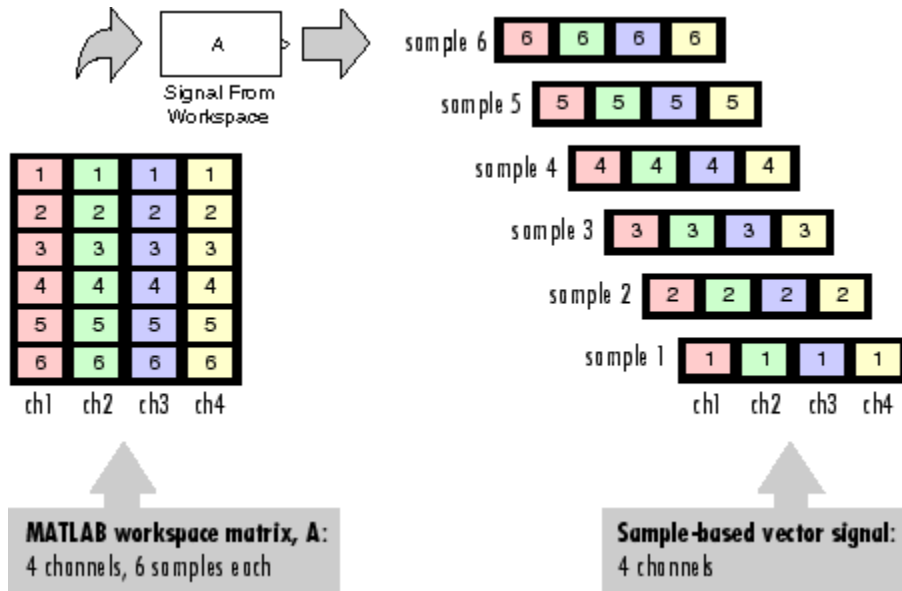 A
Signal From
Workspace
1 1 1 1
2 2 2 2
3 3 3 3
4 4 4 4
5 5 5 5
6 6 6 6
ch1 ch2 ch3 ch4
MATLAB workspace matrix, A:
4 channels, 6 samples each
sample 6 6 6 6 6
sample 5 5 5 5 5
sample 4 4 4 4 4
sample 3 3 3 3 3
sample 2 2 2 2 2
sample 1 1 1 1 1
ch1 ch2 ch3 ch4
Sample-based vector signal:
4 channels